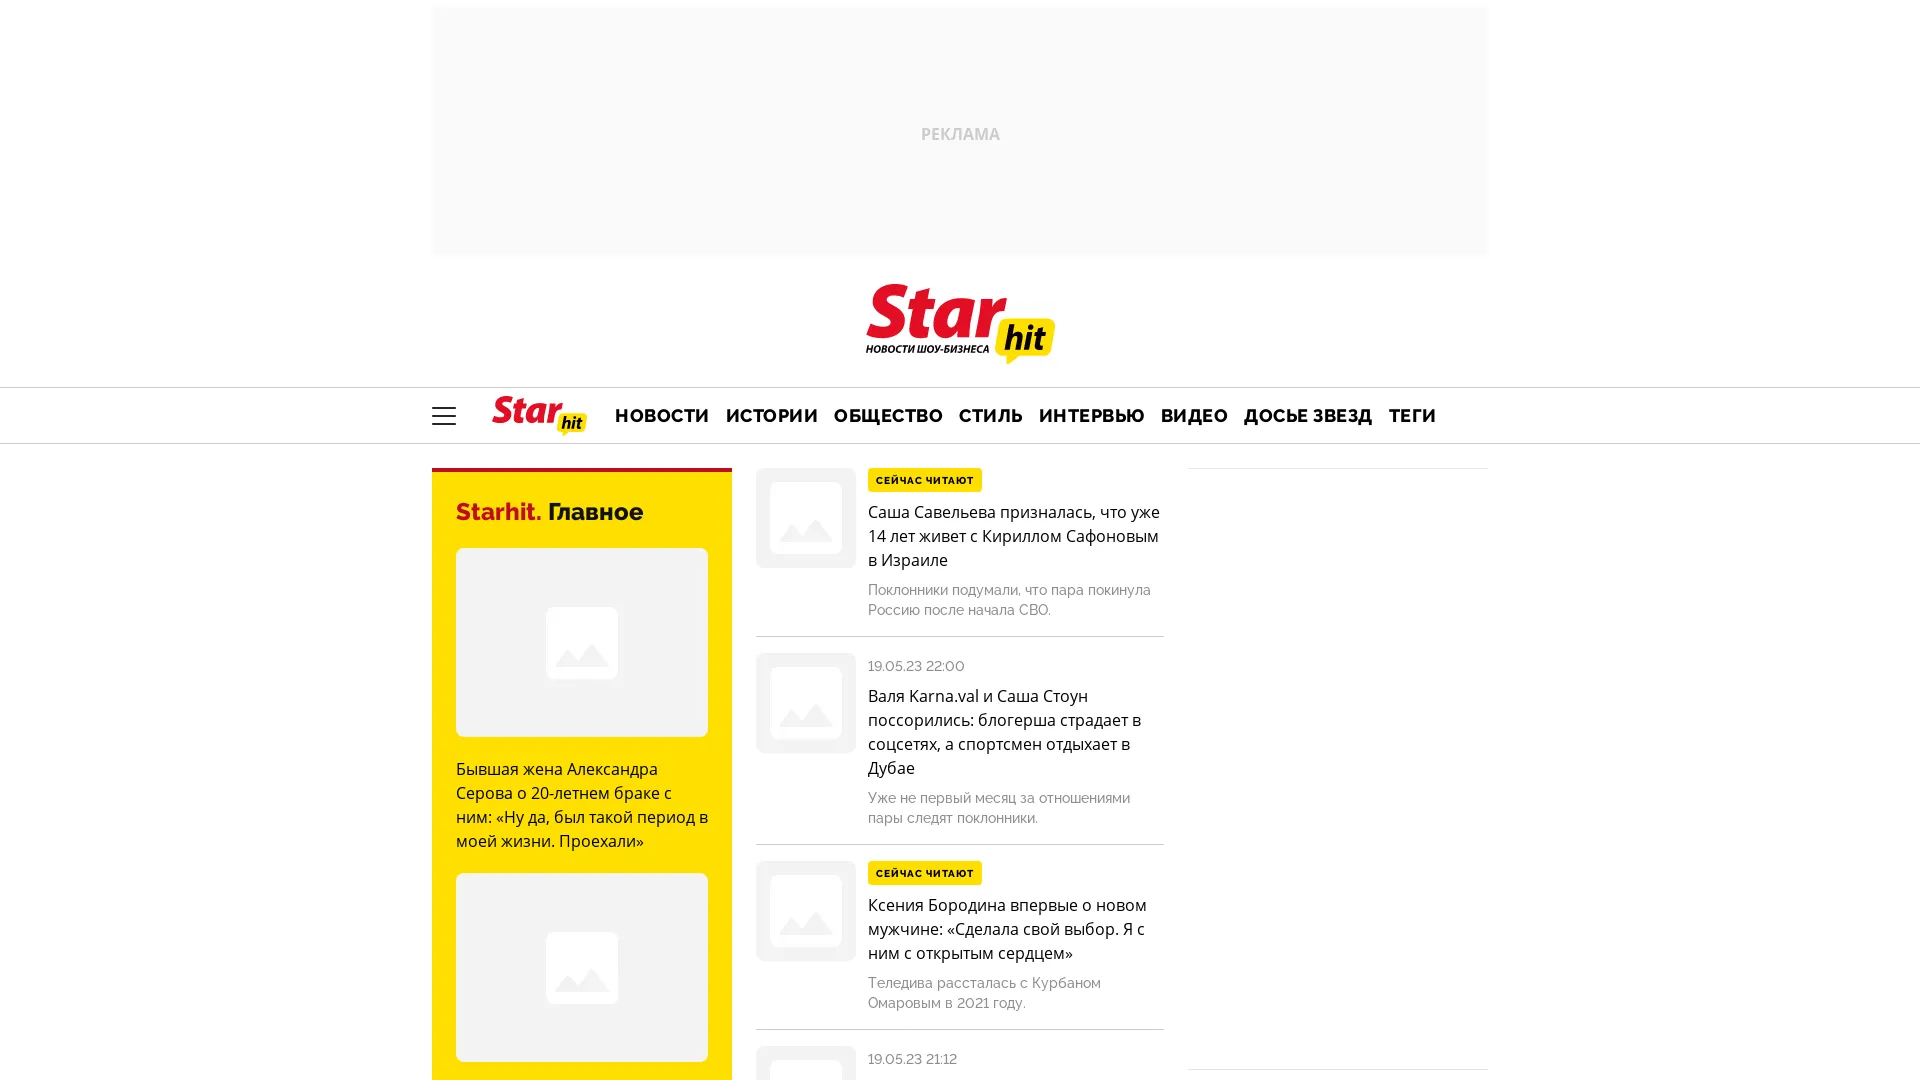 РЕКЛАМА
Star
hit
НОВОСТИ ШОУ-БИЗНЕСА
Star
hit
НОВОСТИ ИСТОРИИ ОБЩЕСТВО СТИЛЬ ИНТЕРВЬЮ ВИДЕО ДОСЬЕ ЗВЕЗД ТЕГИ
Starhit. Главное
Бывшая жена Александра
Серова о 20-летнем браке с
ним: «Ну да, был такой период в
моей жизни. Проехали»
СЕЙЧАС ЧИТАЮТ
Саша Савельева призналась, что уже
14 лет живет с Кириллом Сафоновым
в Израиле
Поклонники подумали, что пара покинула
Россию после начала СВО.
19.05.23 22:00
Валя Karna.val и Саша Стоун
поссорились: блогерша страдает в
соцсетях, а спортсмен отдыхает в
Дубае
Уже не первый месяц за отношениями
пары следят поклонники.
СЕЙЧАС ЧИТАЮТ
Ксения Бородина впервые о новом
мужчине: «Сделала свой выбор. Я с
ним с открытым сердцем»
Теледива рассталась с Курбаном
Омаровым в 2021 году.
19.05.23 21:12